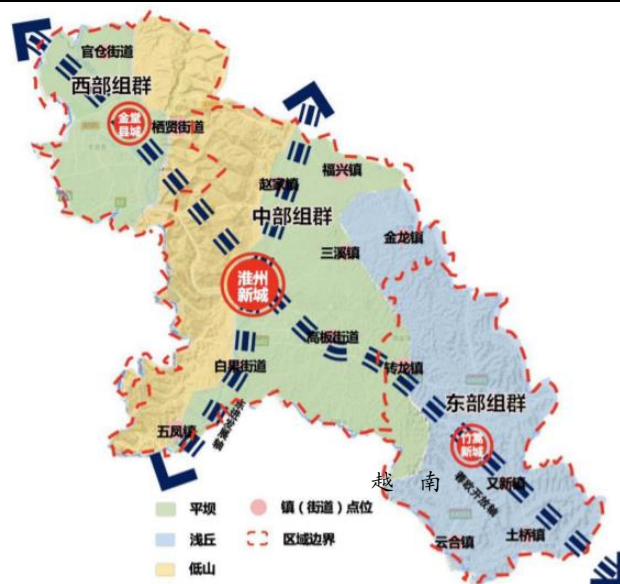 官仓街道
西部组群
金堂
县城
栖贤街道
福兴镇
赵家镇
中部组群
金龙镇
三溪镇
淮州
新城
高板街道
白果街道
转龙镇
东部组群
五凤镇
竹篙
新城
越南
又新镇
云合镇
土桥镇
平坝
镇（街道）点位
浅丘
区域边界
低山